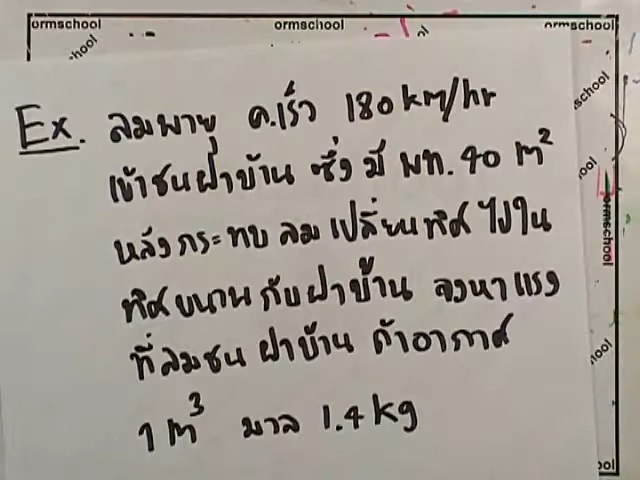 ormschool ormschool ormschool
Ex. ลมพายุ ค.เร็ว 180 km/hr
เข้าชนฝาบ้าน ซึ่ง มี พท. 40 m²
หลังกระทบ ลมเปลี่ยนทิศ ไปใน
ทิศขนานกับฝาบ้าน จงหาแรง
ที่ลมชน ฝาบ้าน ถ้าอากาศ
1 m³ มวล 1.4 kg
ormschool